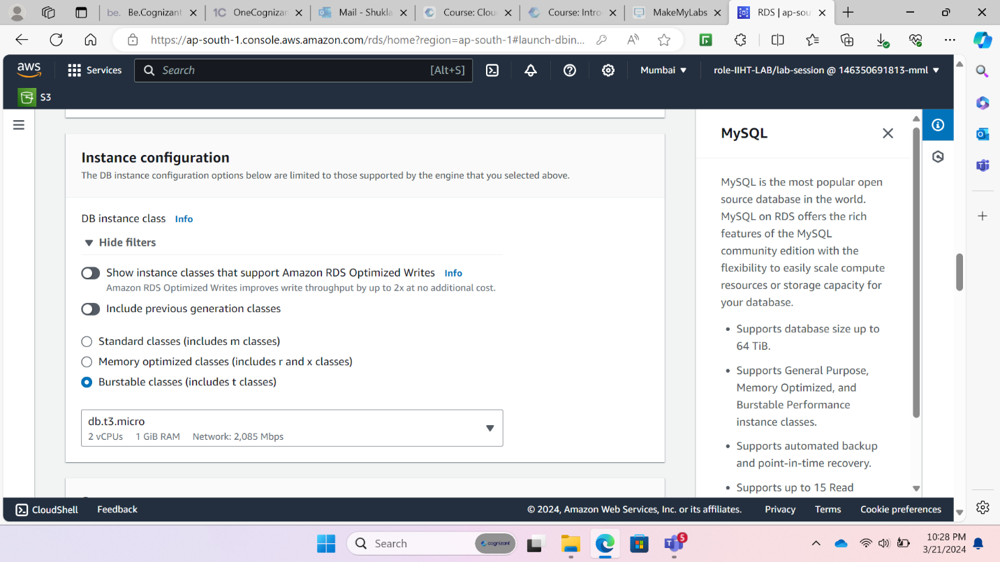 be. Be.Cognizant
1C OneCognizan
Mail - Shukla
Course: Clou
Course: Intro
MakeMyLabs
RDS | ap-sou
https://ap-south-1.console.aws.amazon.com/rds/home?region=ap-south-1#launch-dbin...
aws
Services
Search [Alt+S]
Mumbai
role-IIHT-LAB/lab-session @ 146350691813-mml
S3
Instance configuration
The DB instance configuration options below are limited to those supported by the engine that you selected above.
DB instance class Info
Hide filters
Show instance classes that support Amazon RDS Optimized Writes Info
Amazon RDS Optimized Writes improves write throughput by up to 2x at no additional cost.
Include previous generation classes
Standard classes (includes m classes)
Memory optimized classes (includes r and x classes)
Burstable classes (includes t classes)
db.t3.micro
2 vCPUs 1 GiB RAM Network: 2,085 Mbps
MySQL
MySQL is the most popular open
source database in the world.
MySQL on RDS offers the rich
features of the MySQL
community edition with the
flexibility to easily scale compute
resources or storage capacity for
your database.
• Supports database size up to
64 TiB.
• Supports General Purpose,
Memory Optimized, and
Burstable Performance
instance classes.
• Supports automated backup
and point-in-time recovery.
• Supports up to 15 Read
CloudShell
Feedback
© 2024, Amazon Web Services, Inc. or its affiliates.
Privacy
Terms
Cookie preferences
Search
cognizant
5
10:28 PM
3/21/2024